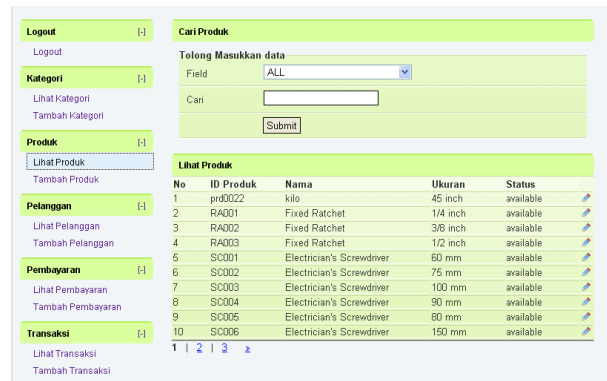 Logout [-]
Logout
Kategori [-]
Lihat Kategori
Tambah Kategori
Produk [-]
Lihat Produk
Tambah Produk
Pelanggan [-]
Lihat Pelanggan
Tambah Pelanggan
Pembayaran [-]
Lihat Pembayaran
Tambah Pembayaran
Transaksi [-]
Lihat Transaksi
Tambah Transaksi
Cari Produk
Tolong Masukkan data
Field ALL
Cari
Submit
Lihat Produk
No ID Produk Nama Ukuran Status
1 prd0022 kilo 45 inch available
2 RA001 Fixed Ratchet 1/4 inch available
3 RA002 Fixed Ratchet 3/8 inch available
4 RA003 Fixed Ratchet 1/2 inch available
5 SC001 Electrician's Screwdriver 60 mm available
6 SC002 Electrician's Screwdriver 75 mm available
7 SC003 Electrician's Screwdriver 100 mm available
8 SC004 Electrician's Screwdriver 90 mm available
9 SC005 Electrician's Screwdriver 80 mm available
10 SC006 Electrician's Screwdriver 150 mm available
1 | 2 | 3 »